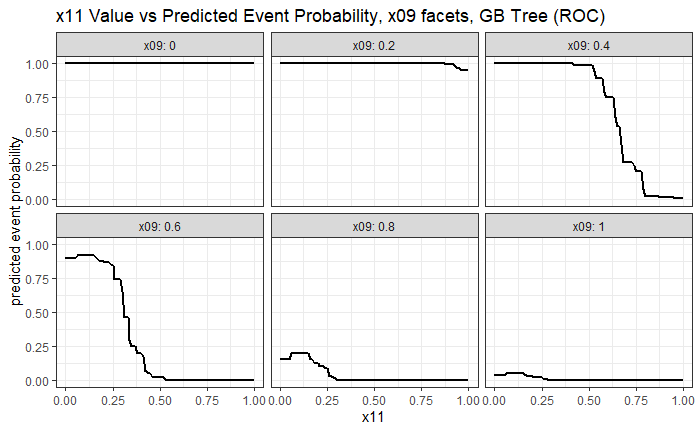 x11 Value vs Predicted Event Probability, x09 facets, GB Tree (ROC)
x09: 0
x09: 0.2
x09: 0.4
1.00
0.75
0.50
0.25
0.00
x09: 0.6
x09: 0.8
x09: 1
1.00
0.75
0.50
0.25
0.00
predicted event probability
0.00 0.25 0.50 0.75 1.00 0.00 0.25 0.50 0.75 1.00 0.00 0.25 0.50 0.75 1.00
x11